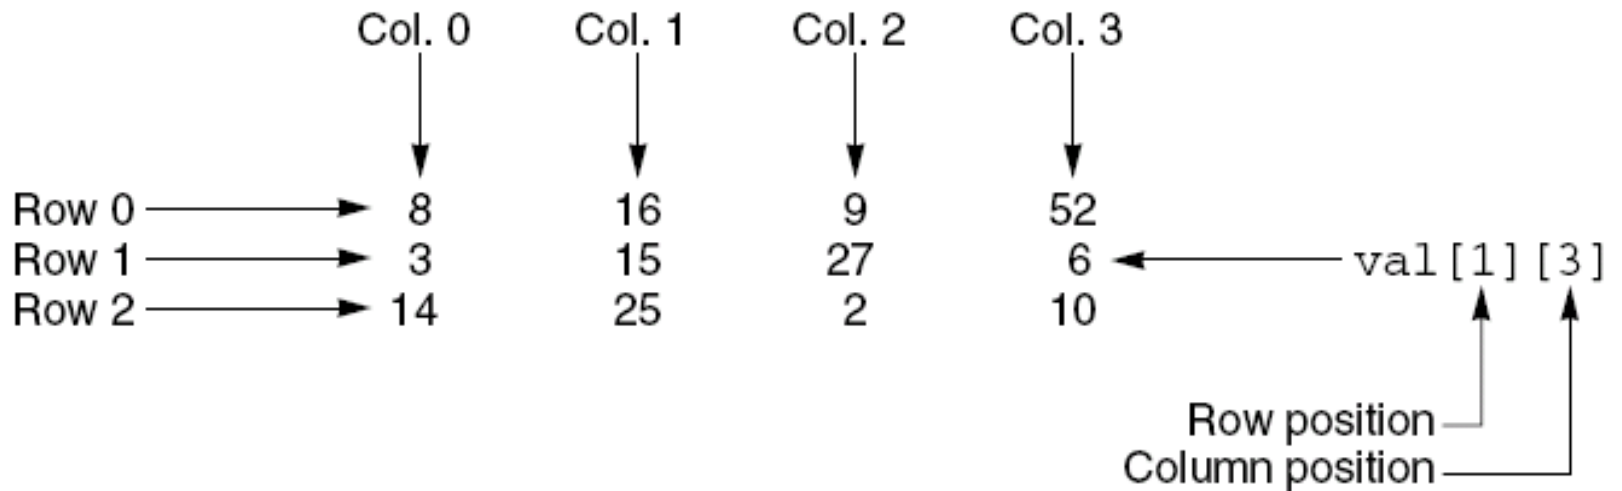 Col. 0 Col. 1 Col. 2 Col. 3
Row 0 8 16 9 52
Row 1 3 15 27 6 val[1][3]
Row 2 14 25 2 10
Row position
Column position